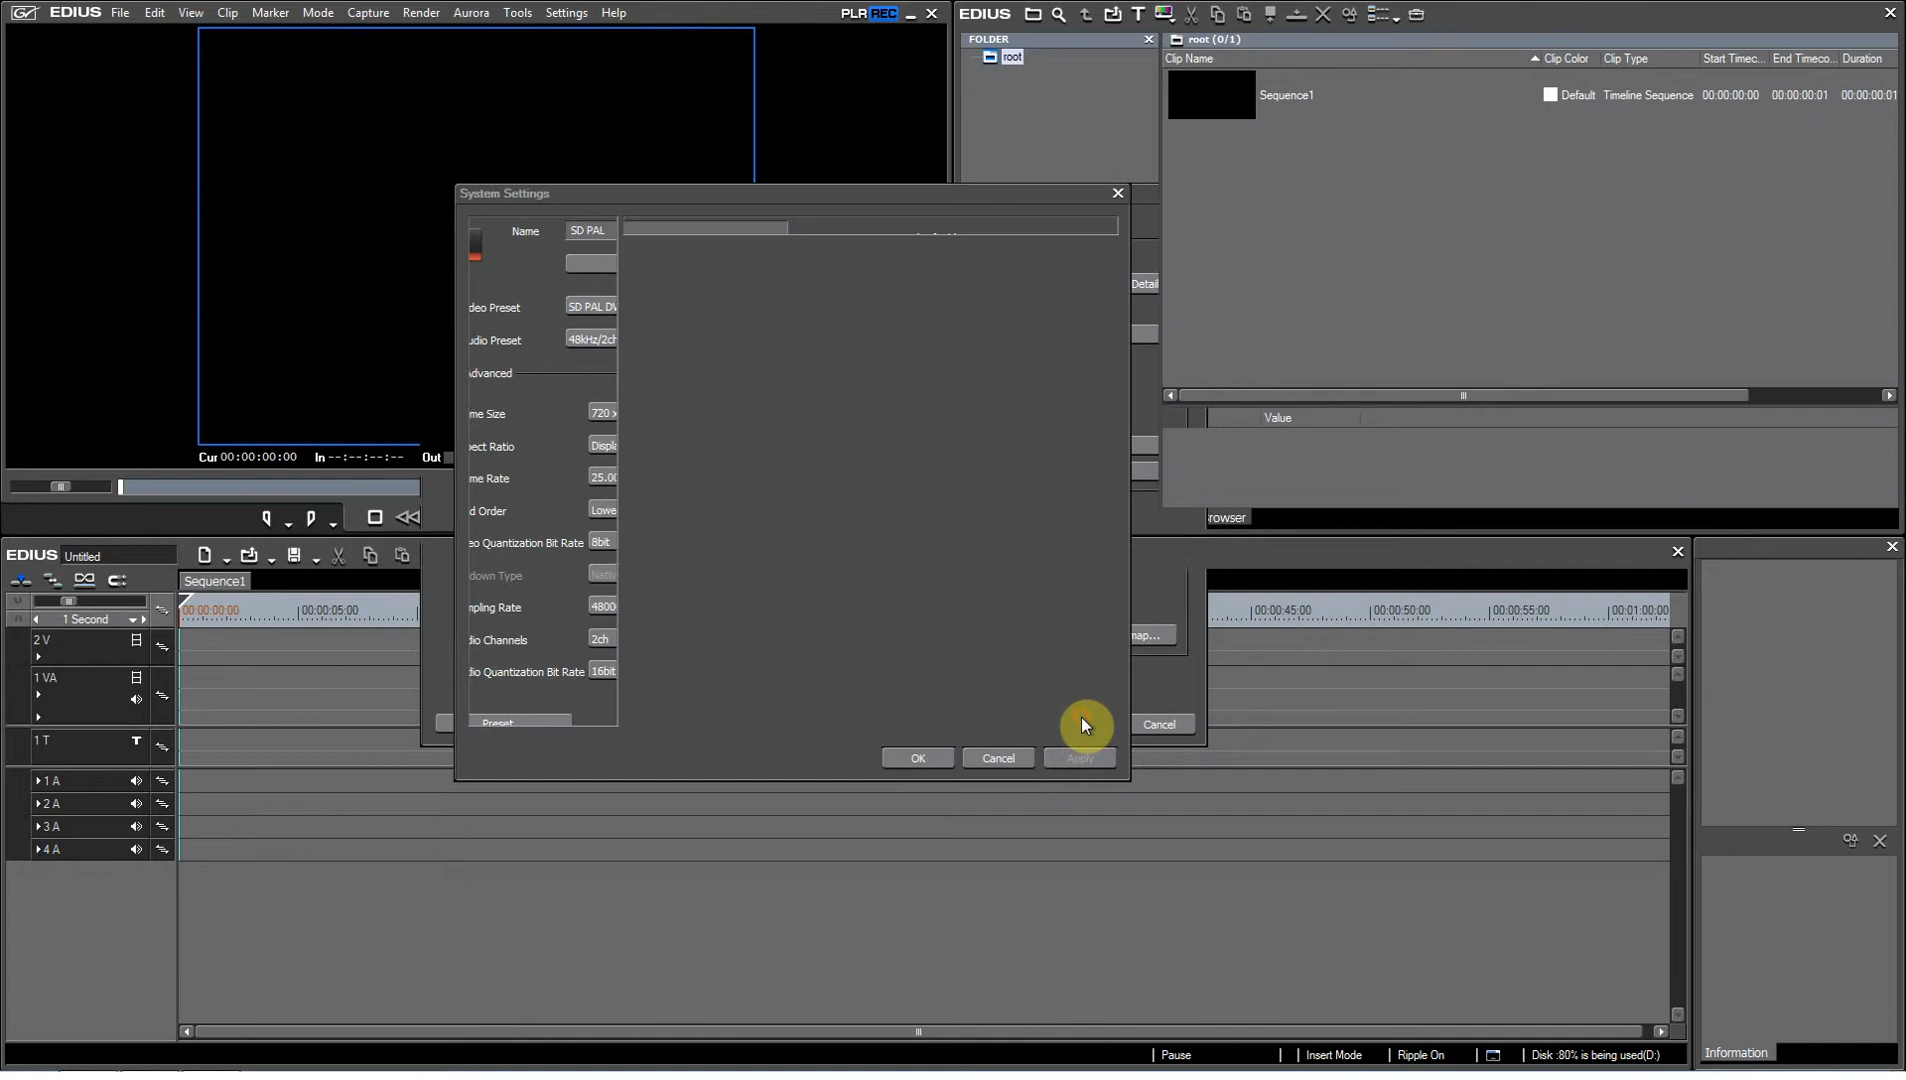 EDIUS File Edit View Clip Marker Mode Capture Render Aurora Tools Settings Help PLR REC
EDIUS
FOLDER
root
root (0/1)
Clip Name Clip Color Clip Type Start Timec... End Timeco... Duration
Sequence1 Default Timeline Sequence 00:00:00:00 00:00:00:01 00:00:00:01
System Settings
Name SD PAL
Detail
deo Preset SD PAL DV
udio Preset 48kHz/2ch
Advanced
me Size 720 x
pect Ratio Displa
me Rate 25.00
d Order Lowe
eo Quantization Bit Rate 8bit
down Type Nativ
mpling Rate 4800
dio Channels 2ch
dio Quantization Bit Rate 16bit
Preset
OK Cancel Apply
map...
Cancel
Value
rowser
Cur 00:00:00:00 In --:--:--:-- Out
EDIUS Untitled
Sequence1
1 Second
00:00:00:00 00:00:05:00 00:00:45:00 00:00:50:00 00:00:55:00 00:01:00:00
2 V
1 VA
1 T T
1 A
2 A
3 A
4 A
Information
Pause Insert Mode Ripple On Disk :80% is being used(D:)